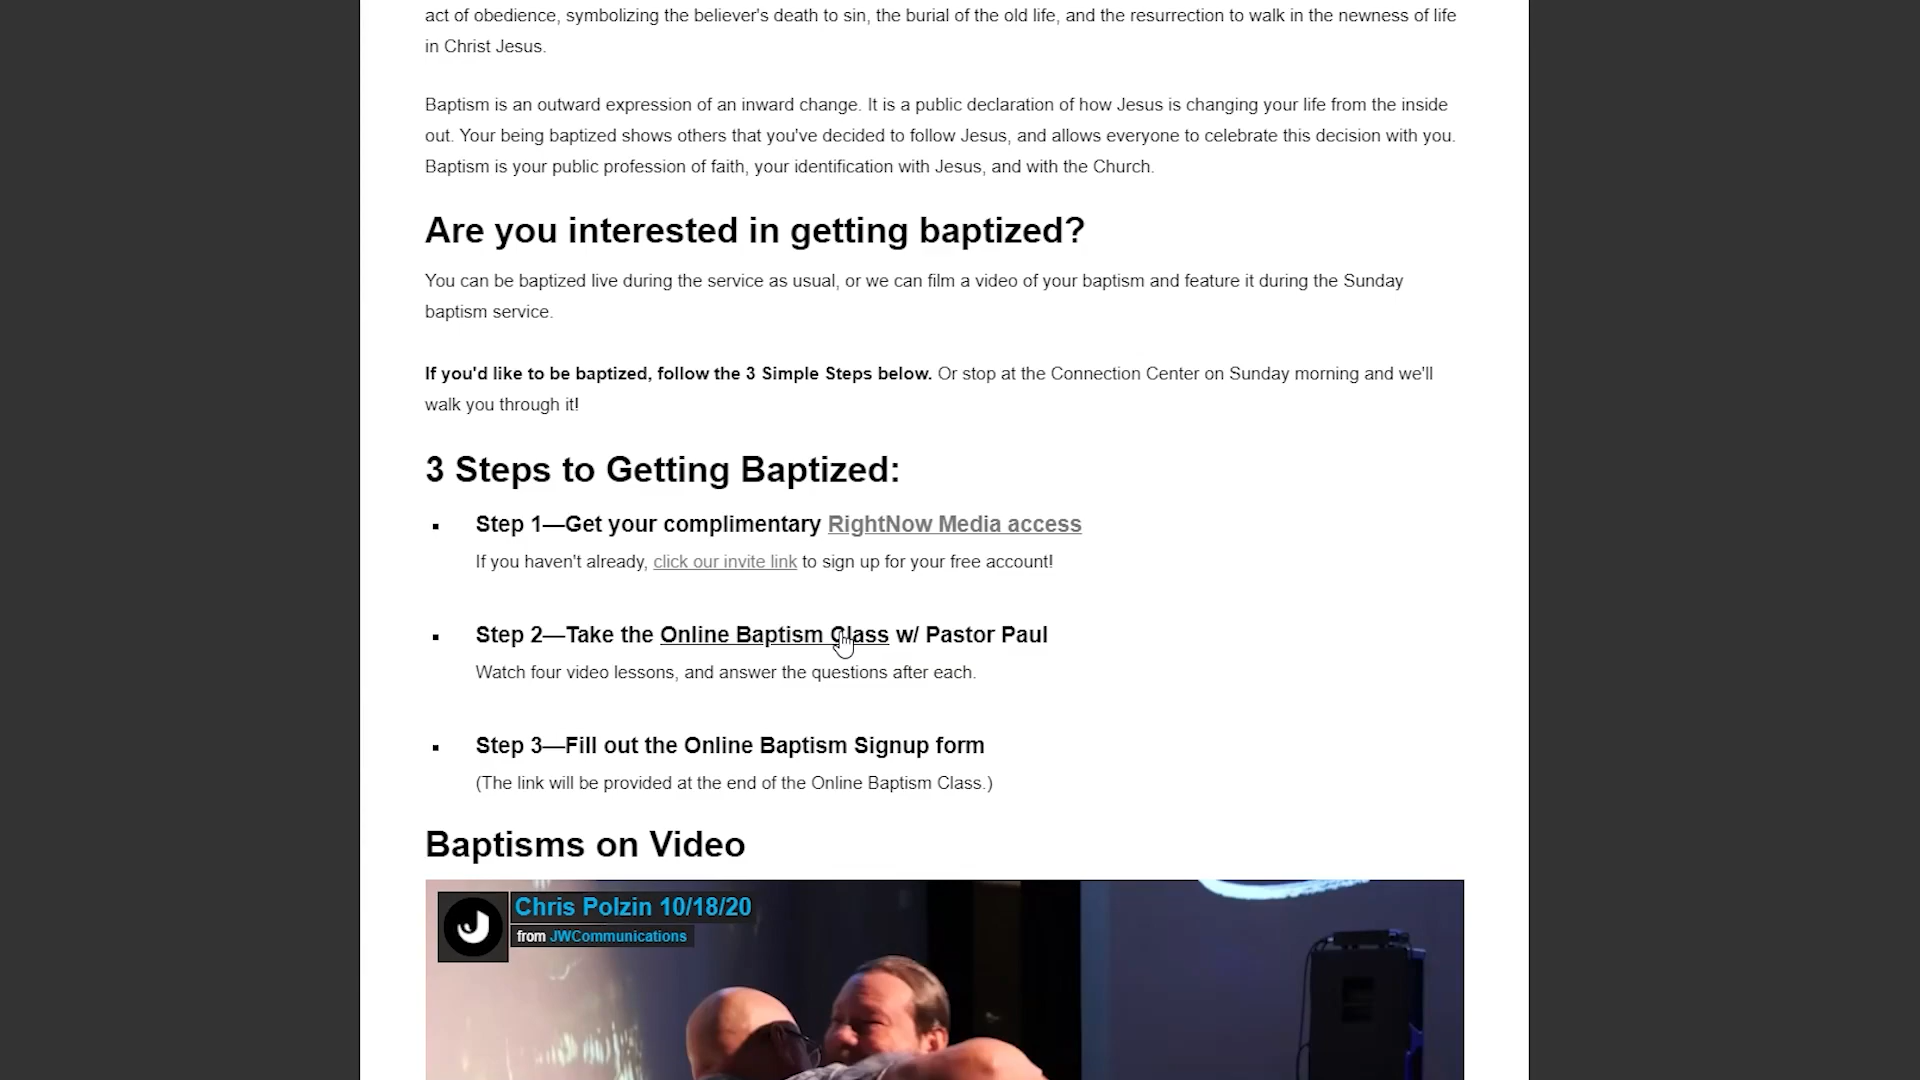 act of obedience, symbolizing the believer's death to sin, the burial of the old life, and the resurrection to walk in the newness of life
in Christ Jesus.
Baptism is an outward expression of an inward change. It is a public declaration of how Jesus is changing your life from the inside
out. Your being baptized shows others that you've decided to follow Jesus, and allows everyone to celebrate this decision with you.
Baptism is your public profession of faith, your identification with Jesus, and with the Church.
Are you interested in getting baptized?
You can be baptized live during the service as usual, or we can film a video of your baptism and feature it during the Sunday
baptism service.
If you'd like to be baptized, follow the 3 Simple Steps below. Or stop at the Connection Center on Sunday morning and we'll
walk you through it!
3 Steps to Getting Baptized:
Step 1—Get your complimentary RightNow Media access
If you haven't already, click our invite link to sign up for your free account!
Step 2—Take the Online Baptism Class w/ Pastor Paul
Watch four video lessons, and answer the questions after each.
Step 3—Fill out the Online Baptism Signup form
(The link will be provided at the end of the Online Baptism Class.)
Baptisms on Video
Chris Polzin 10/18/20
from JWCommunications